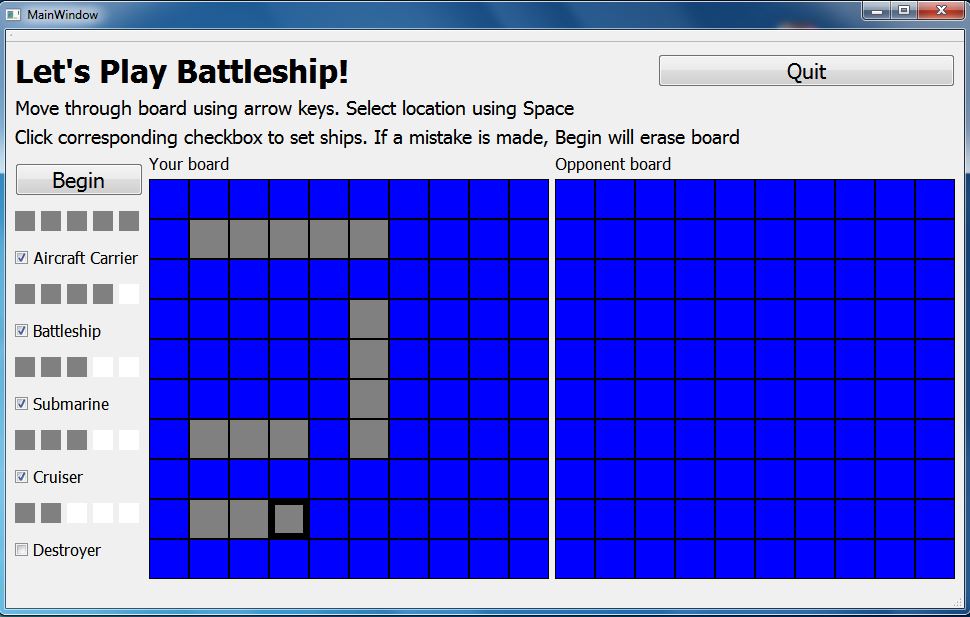 MainWindow
Let's Play Battleship!
Quit
Move through board using arrow keys. Select location using Space
Click corresponding checkbox to set ships. If a mistake is made, Begin will erase board
Your board
Opponent board
Begin
Aircraft Carrier
Battleship
Submarine
Cruiser
Destroyer